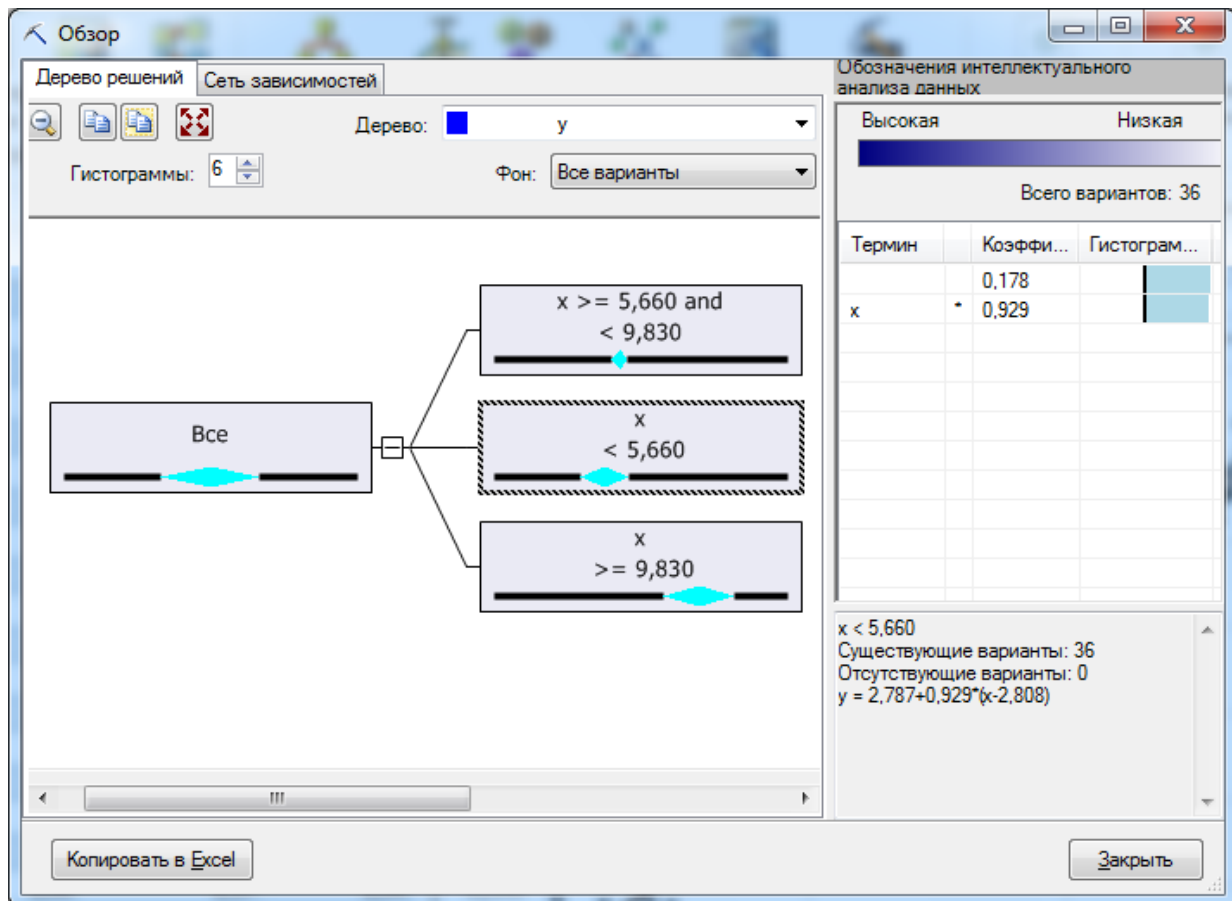 Обзор
Дерево решений
Сеть зависимостей
Дерево:
y
Гистограммы:
6
Фон:
Все варианты
Все
x >= 5,660 and
< 9,830
x
< 5,660
x
>= 9,830
Обозначения интеллектуального
анализа данных
Высокая
Низкая
Всего вариантов: 36
Термин
Коэффи...
Гистограм...
0,178
x
*
0,929
x < 5,660
Существующие варианты: 36
Отсутствующие варианты: 0
y = 2,787+0,929*(x-2,808)
Копировать в Excel
Закрыть